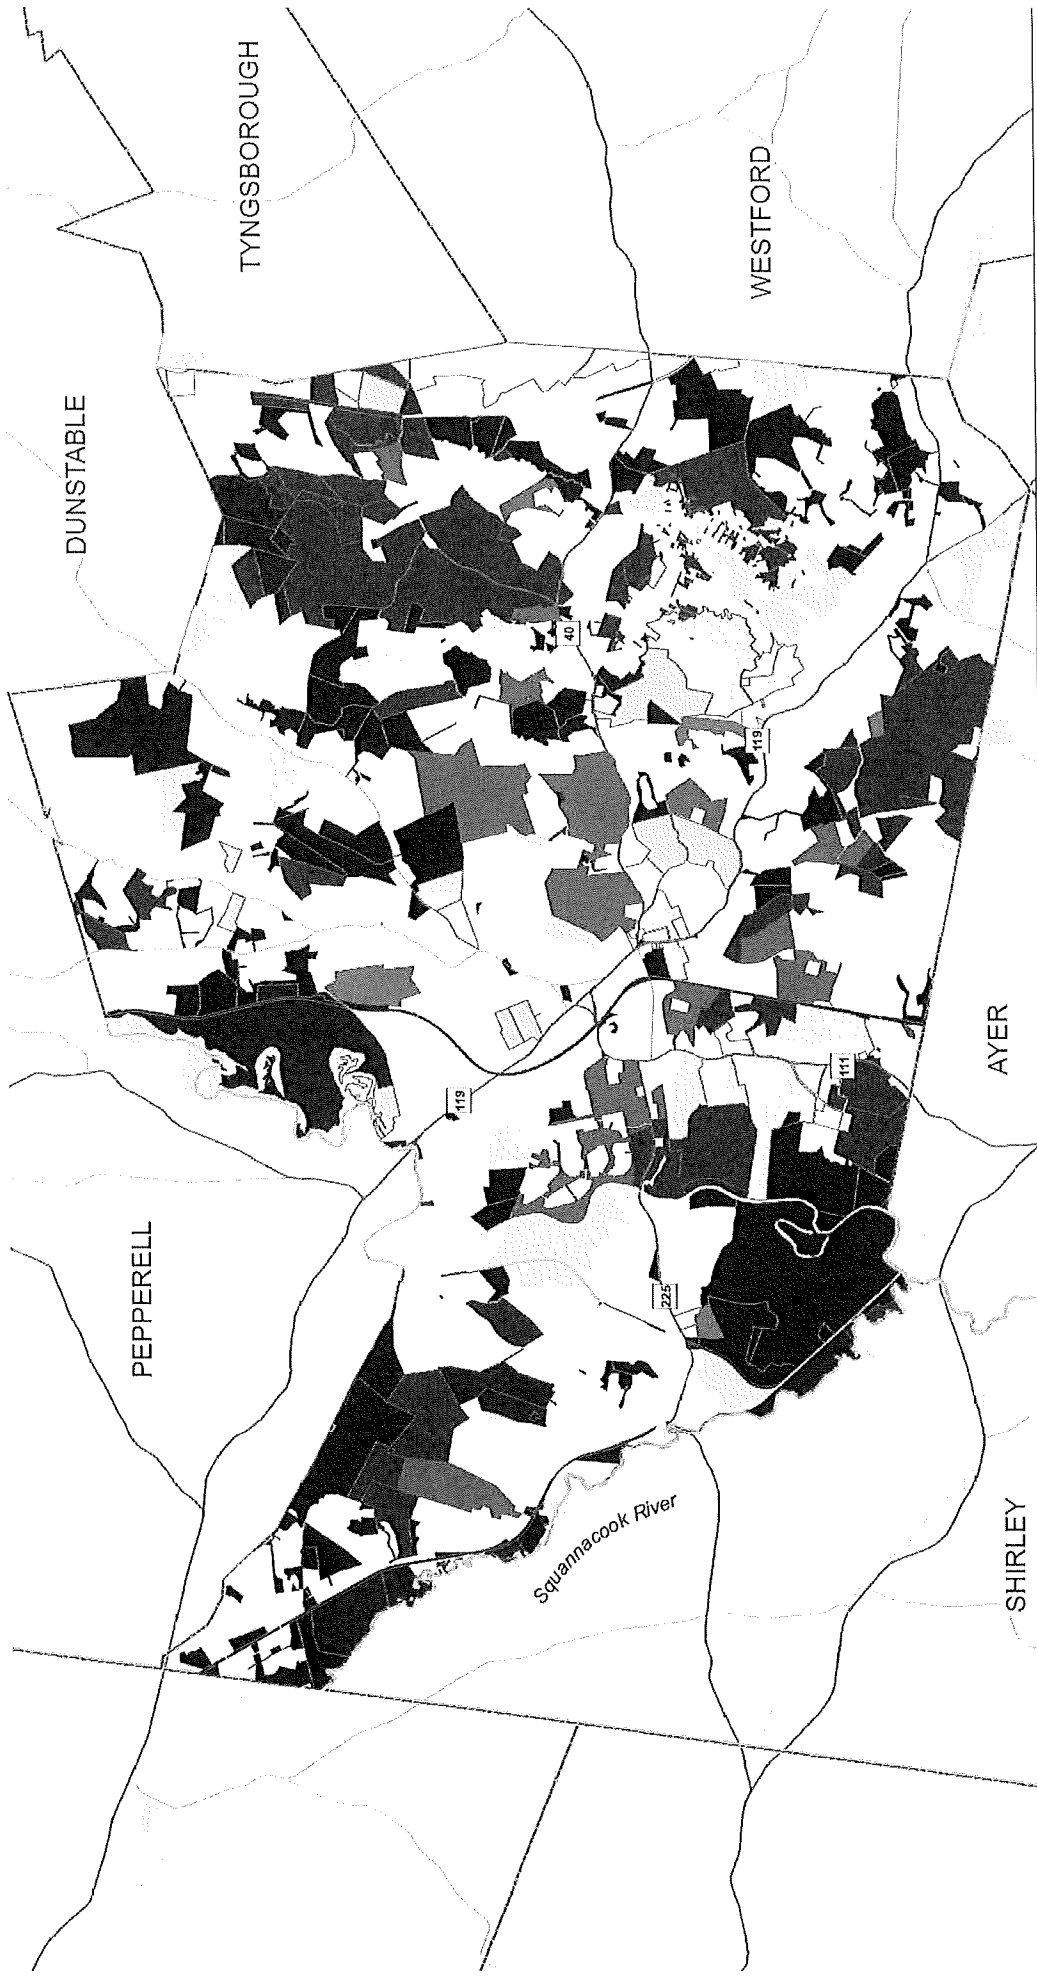 TYNGSBOROUGH
DUNSTABLE
WESTFORD
40
119
PEPPERELL
119
111
AYER
225
Squannacook River
SHIRLEY